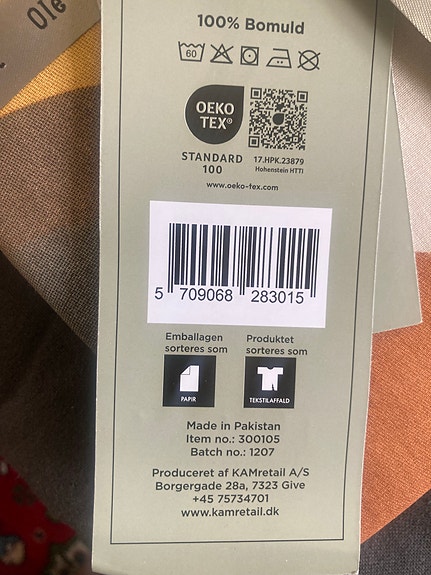 Ole
100% Bomuld
60
OEKO
TEX®
STANDARD
100
17.HPK.23879
Hohenstein HTTI
www.oeko-tex.com
5 709068 283015
Emballagen
sorteres som
PAPIR
Produktet
sorteres som
TEKSTILAFFALD
Made in Pakistan
Item no.: 300105
Batch no.: 1207
Produceret af KAMretail A/S
Borgergade 28a, 7323 Give
+45 75734701
www.kamretail.dk